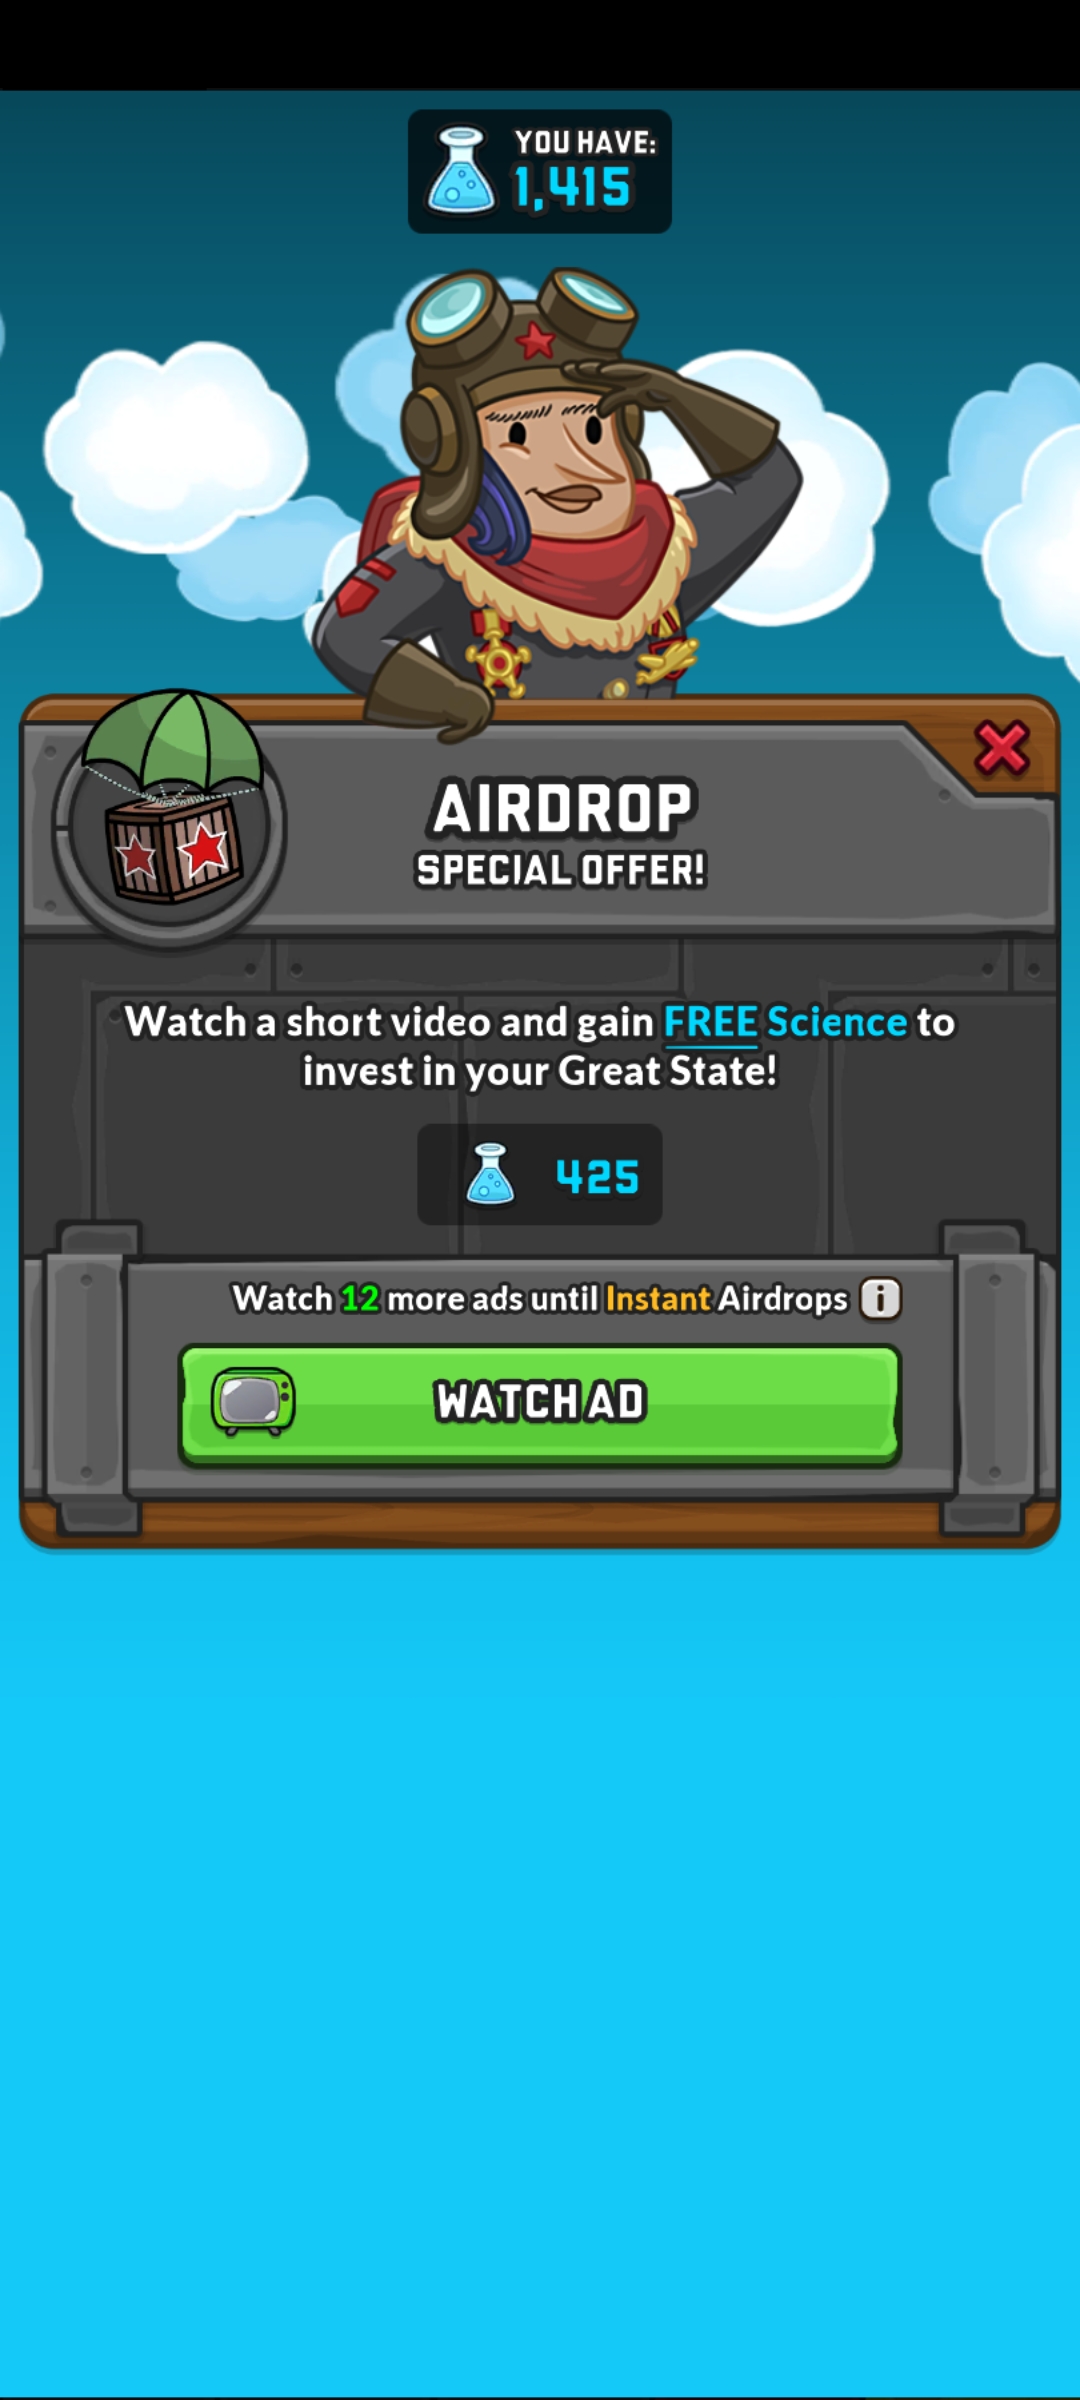 YOU HAVE:
1,415
AIRDROP
SPECIAL OFFER!
Watch a short video and gain FREE Science to
invest in your Great State!
425
Watch 12 more ads until Instant Airdrops i
WATCH AD